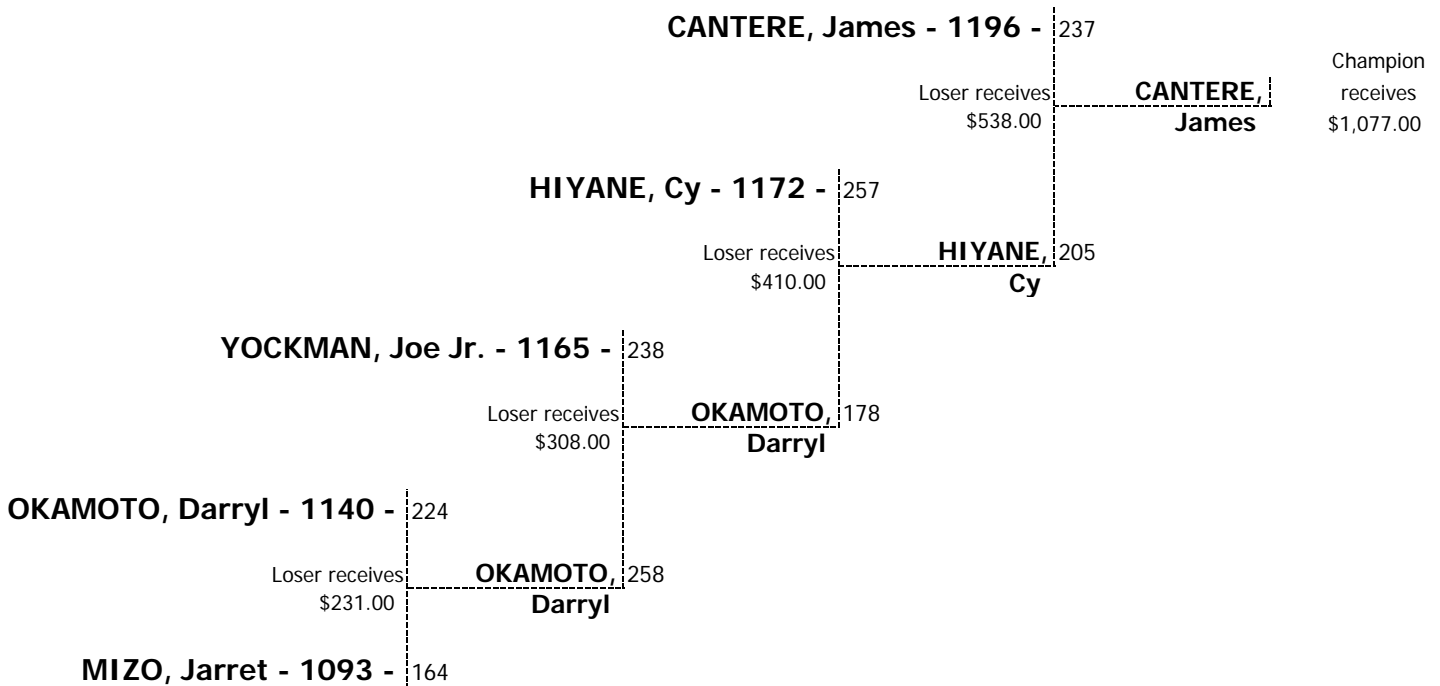 CANTERE, James - 1196 - 237
Champion
Loser receives CANTERE, receives
$538.00 James $1,077.00
HIYANE, Cy - 1172 - 257
Loser receives HIYANE, 205
$410.00 Cy
YOCKMAN, Joe Jr. - 1165 - 238
Loser receives OKAMOTO, 178
$308.00 Darryl
OKAMOTO, Darryl - 1140 - 224
Loser receives OKAMOTO, 258
$231.00 Darryl
MIZO, Jarret - 1093 - 164